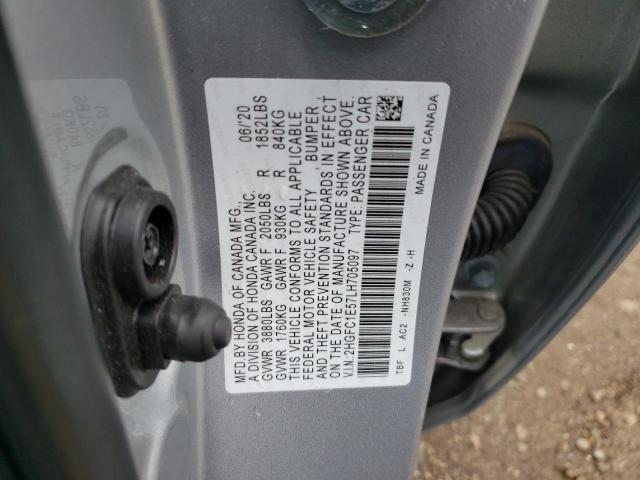 MFD.BY HONDA OF CANADA MFG. 06/'20
A DIVISION OF HONDA CANADA INC.
GVWR 3880LBS GAWR F 2050LBS R 1852LBS
GVWR 1760KG GAWR F 930KG R 840KG
THIS VEHICLE CONFORMS TO ALL APPLICABLE
FEDERAL MOTOR VEHICLE SAFETY BUMPER
AND THEFT PREVENTION STANDARDS IN EFFECT
ON THE DATE OF MANUFACTURE SHOWN ABOVE.
V.I.N.:2HGFC1E57LH705097 TYPE: PASSENGER CAR
TBF L AC2 -NH830M -Z -H
MADE IN CANADA